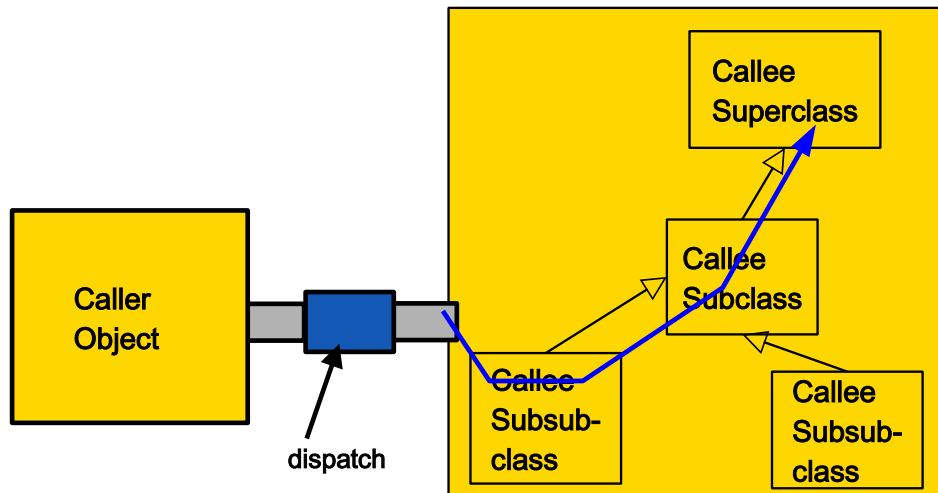 Callee
Superclass
Callee
Subclass
Caller
Object
Callee
Subsub-
class
Callee
Subsub-
class
dispatch